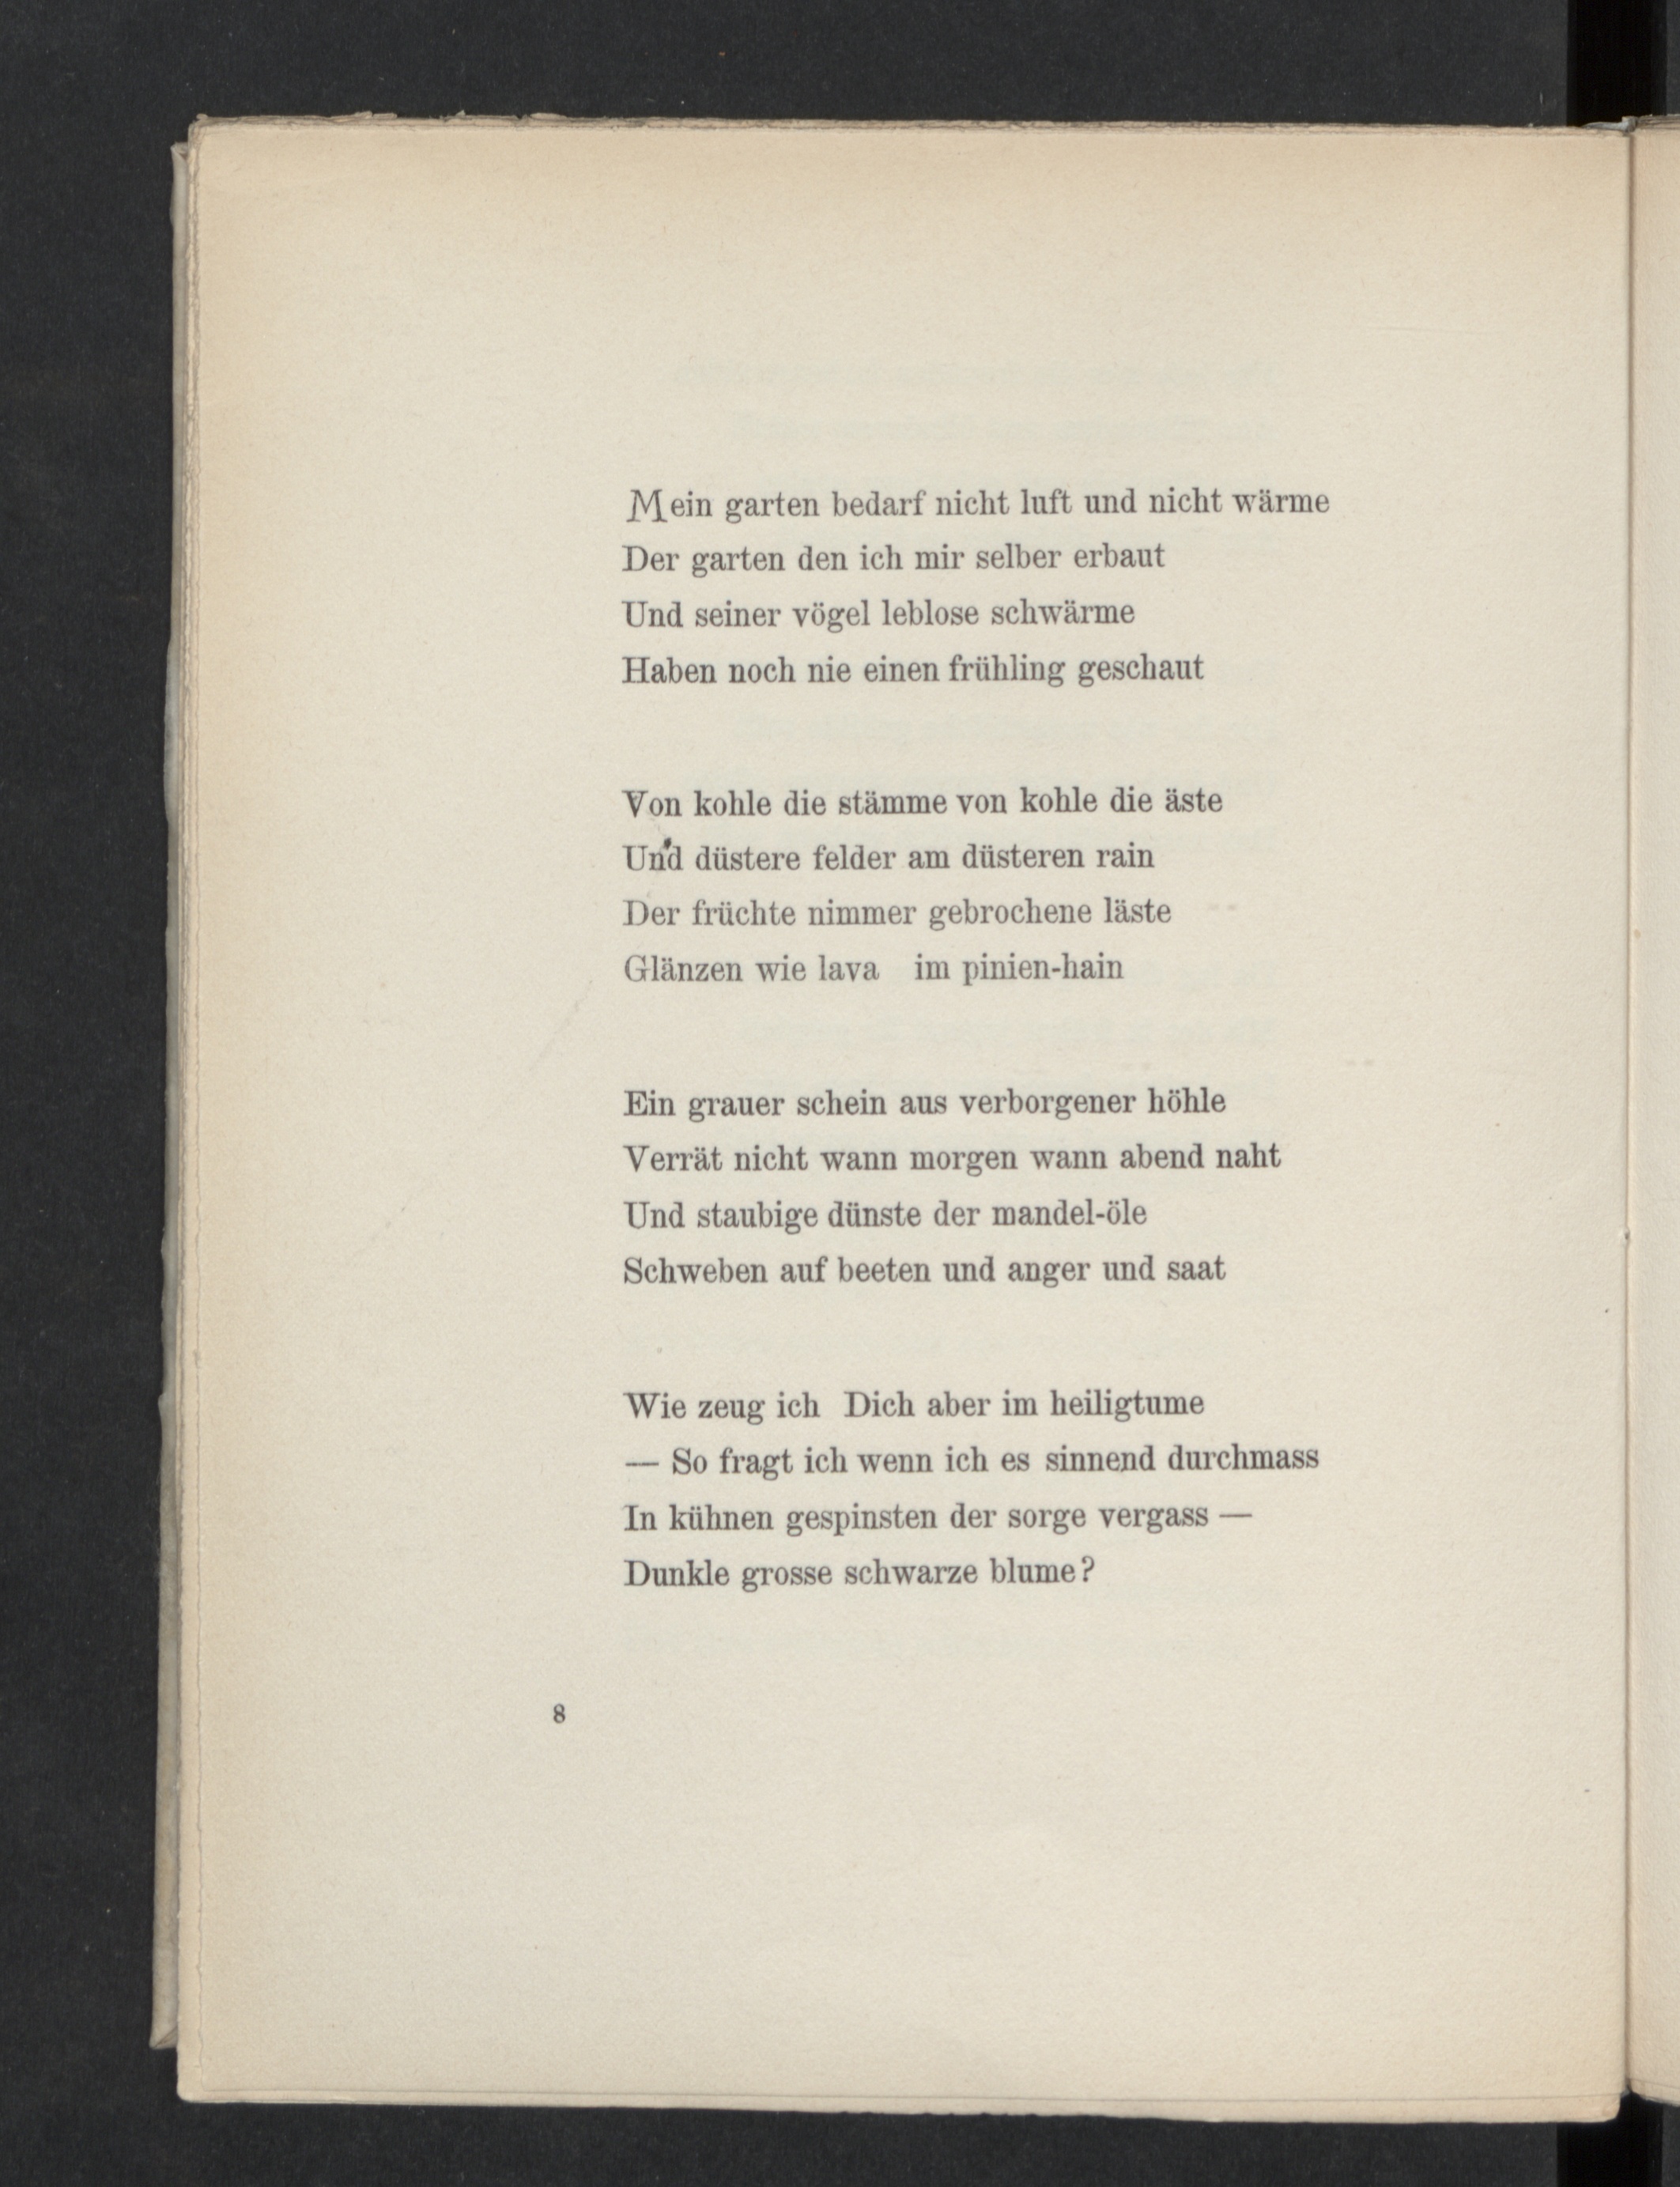 Mein garten bedarf nicht luft und nicht wärme
Der garten den ich mir selber erbaut
Und seiner vögel leblose schwärme
Haben noch nie einen frühling geschaut
Von kohle die stämme von kohle die äste
Und düstere felder am düsteren rain
Der früchte nimmer gebrochene läste
Glänzen wie lava im pinien-hain
Ein grauer schein aus verborgener höhle
Verrät nicht wann morgen wann abend naht
Und staubige dünste der mandel-öle
Schweben auf beeten und anger und saat
Wie zeug ich Dich aber im heiligtume
— So fragt ich wenn ich es sinnend durchmass
In kühnen gespinsten der sorge vergass —
Dunkle grosse schwarze blume?
8